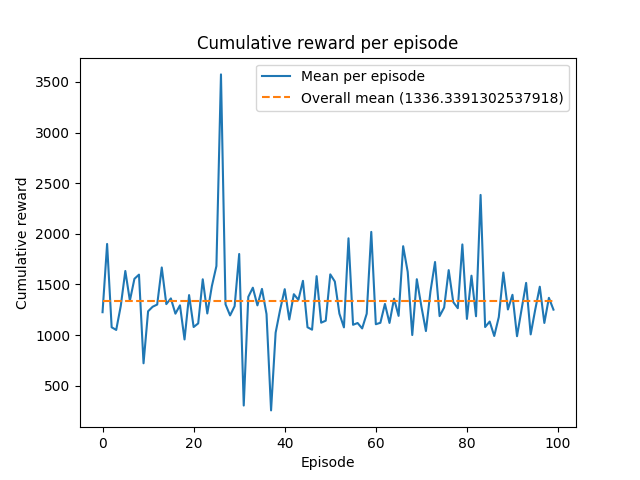 Cumulative reward per episode
Mean per episode
Overall mean (1336.3391302537918)
3500
3000
2500
2000
1500
1000
500
Cumulative reward
0 20 40 60 80 100
Episode